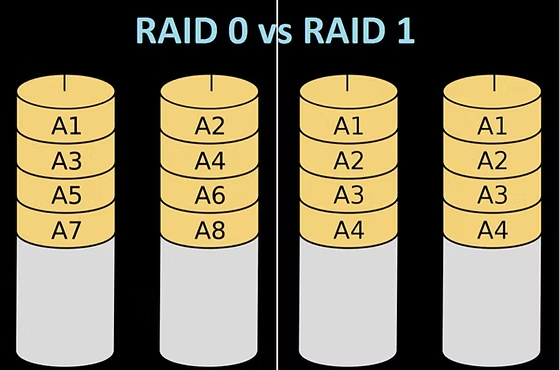 RAID 0 vs RAID 1
A1 A2 A1 A1
A3 A4 A2 A2
A5 A6 A3 A3
A7 A8 A4 A4